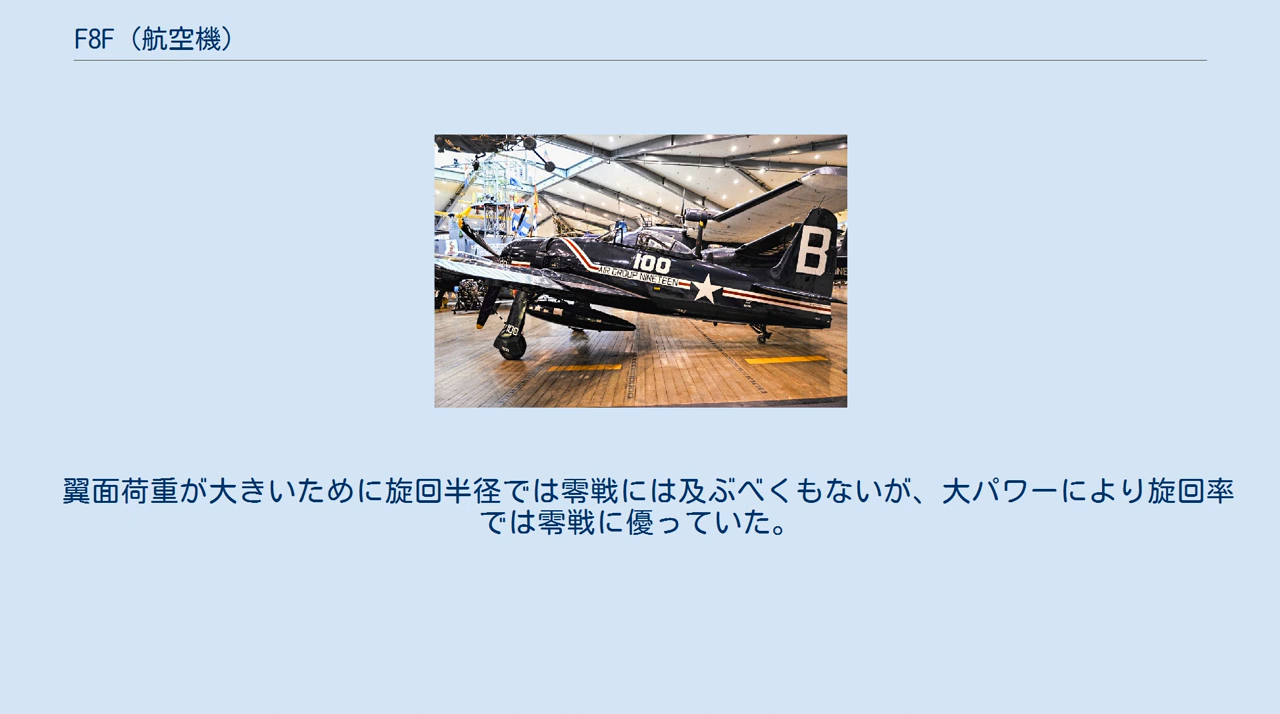 F8F（航空機）
B
100
AIR GROUP NINETEEN
100
翼面荷重が大きいために旋回半径では零戦には及ぶべくもないが、大パワーにより旋回率
では零戦に優っていた。